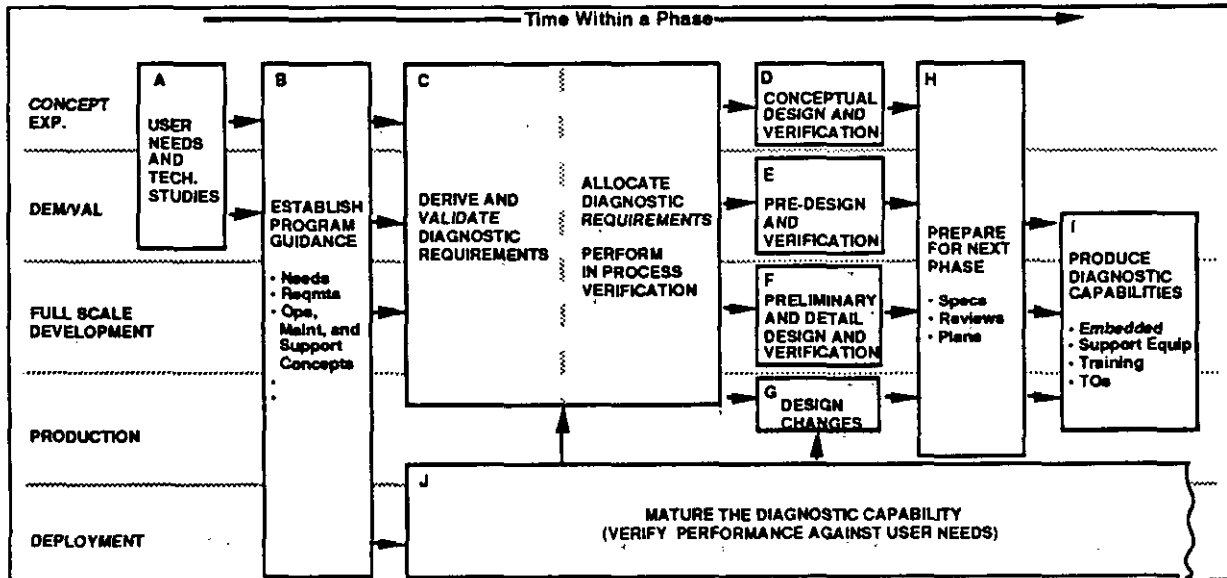 Time Within a Phase
CONCEPT
EXP.
DEM/VAL
FULL SCALE
DEVELOPMENT
PRODUCTION
DEPLOYMENT
A
USER
NEEDS
AND
TECH.
STUDIES
B
ESTABLISH
PROGRAM
GUIDANCE
• Needs
• Reqmts
• Ops,
Maint, and
Support
Concepts
•
•
C
DERIVE AND
VALIDATE
DIAGNOSTIC
REQUIREMENTS
ALLOCATE
DIAGNOSTIC
REQUIREMENTS
PERFORM
IN PROCESS
VERIFICATION
D
CONCEPTUAL
DESIGN AND
VERIFICATION
E
PRE-DESIGN
AND
VERIFICATION
F
PRELIMINARY
AND DETAIL
DESIGN AND
VERIFICATION
G
DESIGN
CHANGES
H
PREPARE
FOR NEXT
PHASE
• Specs
• Reviews
• Plans
I
PRODUCE
DIAGNOSTIC
CAPABILITIES
• Embedded
• Support Equip
• Training
• TOs
J
MATURE THE DIAGNOSTIC CAPABILITY
(VERIFY PERFORMANCE AGAINST USER NEEDS)